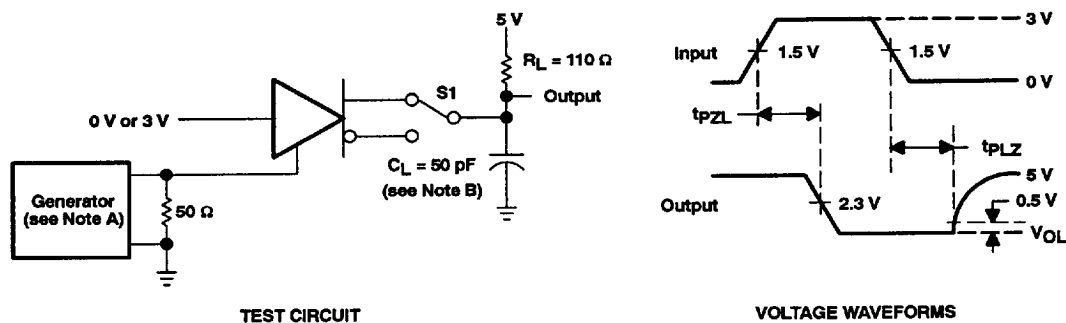 5 V
R_L = 110 Ω
S1
Output
0 V or 3 V
C_L = 50 pF
(see Note B)
Generator
(see Note A)
50 Ω
TEST CIRCUIT
3 V
Input
1.5 V
1.5 V
0 V
t_PZL
t_PLZ
5 V
0.5 V
Output
2.3 V
V_OL
VOLTAGE WAVEFORMS